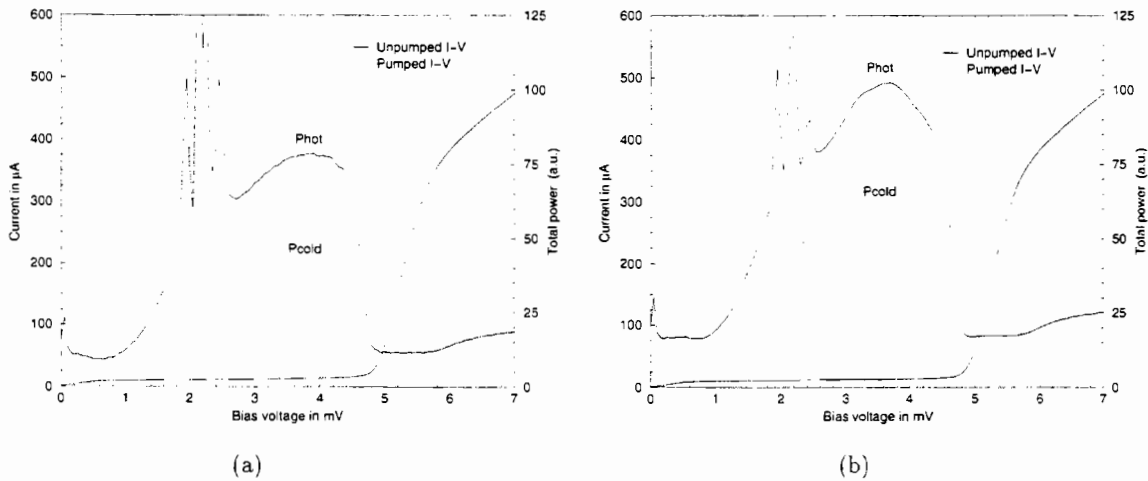 600
500
400
300
200
100
0
Current in µA
125
100
75
50
25
0
Total power (a.u.)
Unpumped I-V
Pumped I-V
Phot
Pcold
0 1 2 3 4 5 6 7
Bias voltage in mV
(a)
600
500
400
300
200
100
0
Current in µA
125
100
75
50
25
0
Total power (a.u.)
Unpumped I-V
Pumped I-V
Phot
Pcold
0 1 2 3 4 5 6 7
Bias voltage in mV
(b)